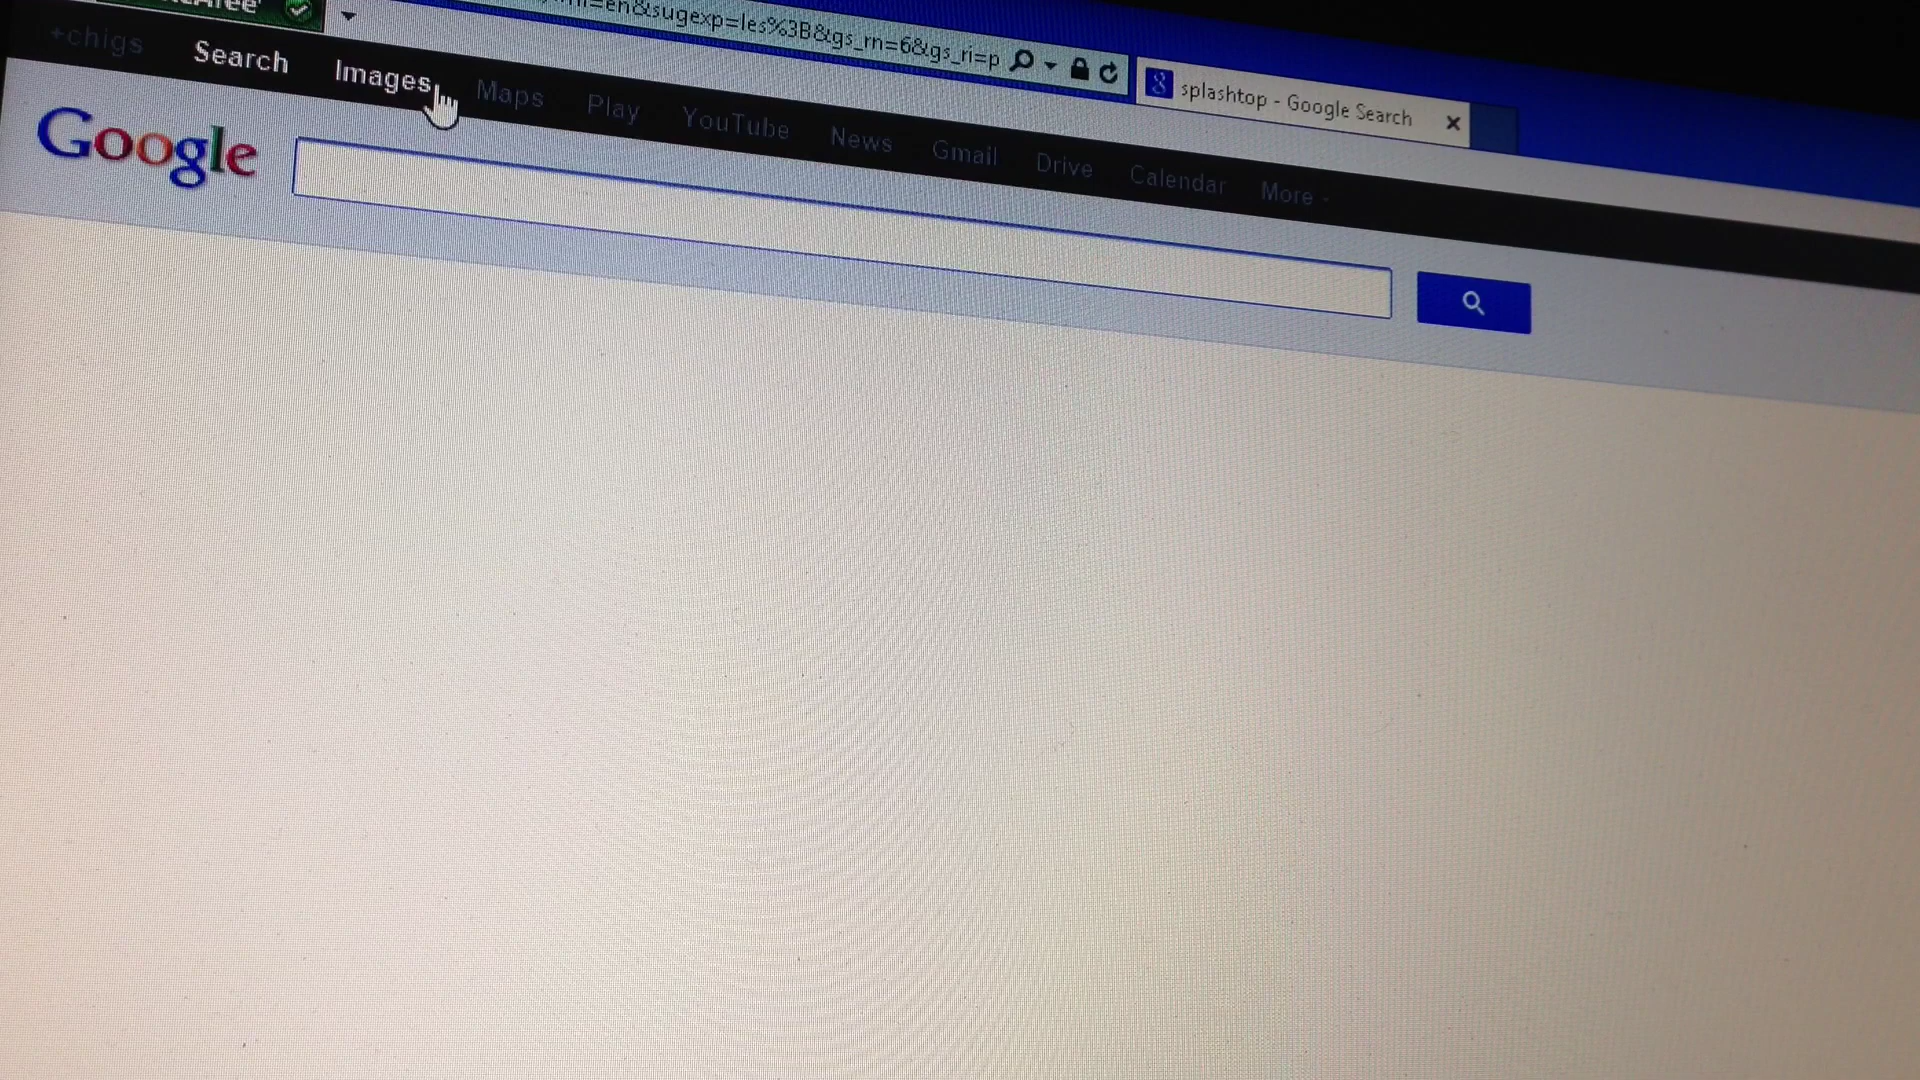 =en&sugexp=les%3B&gs_rn=6&gs_ri=p
splashtop - Google Search
+chigs Search Images Maps Play YouTube News Gmail Drive Calendar More
Google